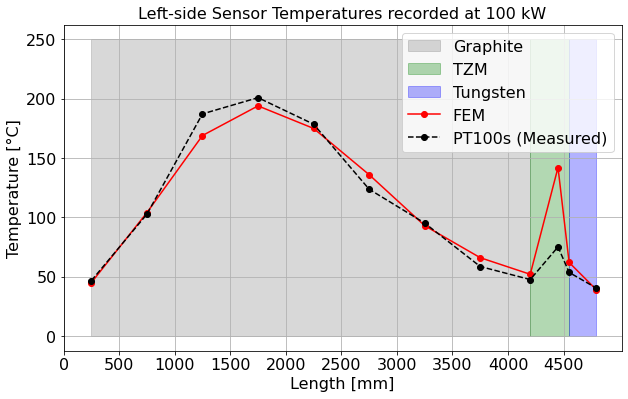 Left-side Sensor Temperatures recorded at 100 kW
Temperature [°C]
250
200
150
100
50
0
Graphite
TZM
Tungsten
FEM
PT100s (Measured)
0 500 1000 1500 2000 2500 3000 3500 4000 4500
Length [mm]